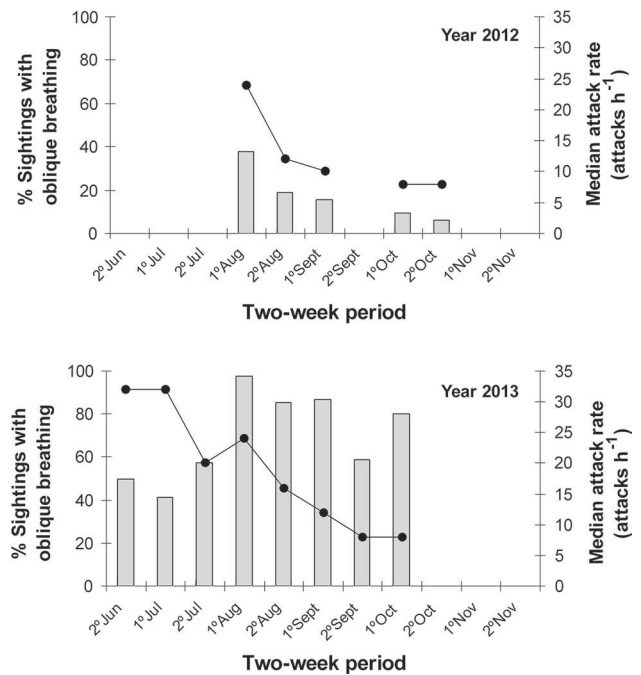 Year 2012
% Sightings with
oblique breathing
100
80
60
40
20
0
35
30
25
20
15
10
5
0
Median attack rate
(attacks h⁻¹)
2ºJun
1ºJul
2ºJul
1ºAug
2ºAug
1ºSept
2ºSept
1ºOct
2ºOct
1ºNov
2ºNov
Two-week period
Year 2013
% Sightings with
oblique breathing
100
80
60
40
20
0
35
30
25
20
15
10
5
0
Median attack rate
(attacks h⁻¹)
2ºJun
1ºJul
2ºJul
1ºAug
2ºAug
1ºSept
2ºSept
1ºOct
2ºOct
1ºNov
2ºNov
Two-week period